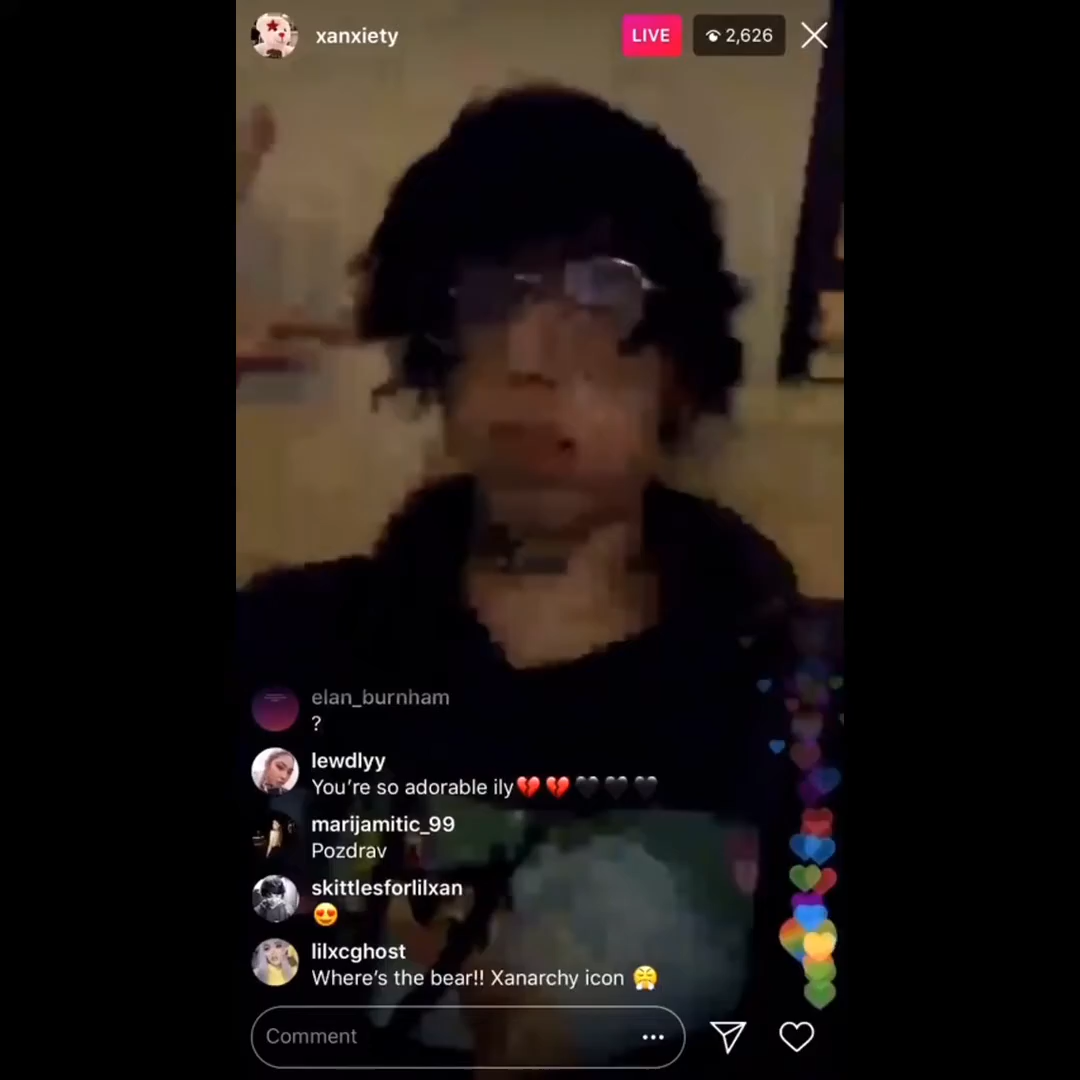 xanxiety
LIVE
2,626
elan_burnham
?
lewdlyy
You're so adorable ily💔💔🖤🖤🖤
marijamitic_99
Pozdrav
skittlesforlilxan
😍
lilxcghost
Where's the bear!! Xanarchy icon 😤
Comment